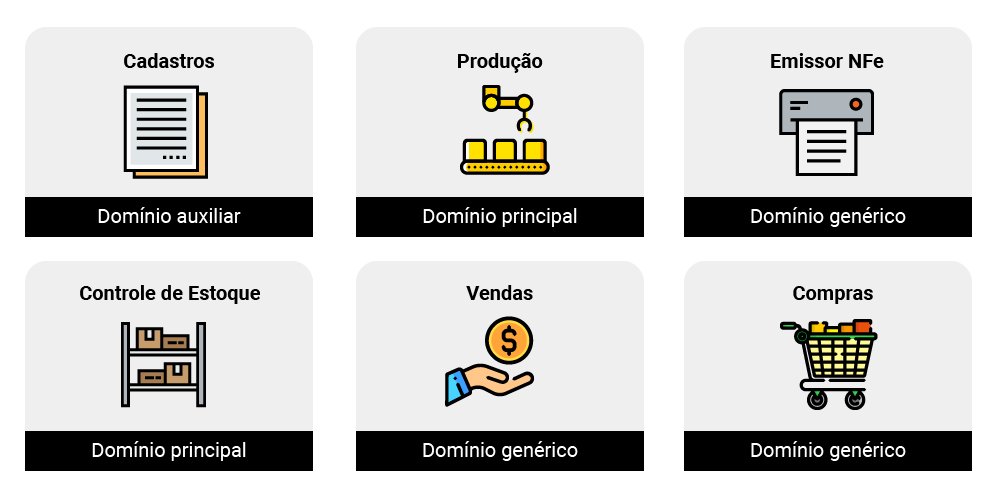 Cadastros
Domínio auxiliar
Produção
Domínio principal
Emissor NFe
Domínio genérico
Controle de Estoque
Domínio principal
Vendas
Domínio genérico
Compras
Domínio genérico